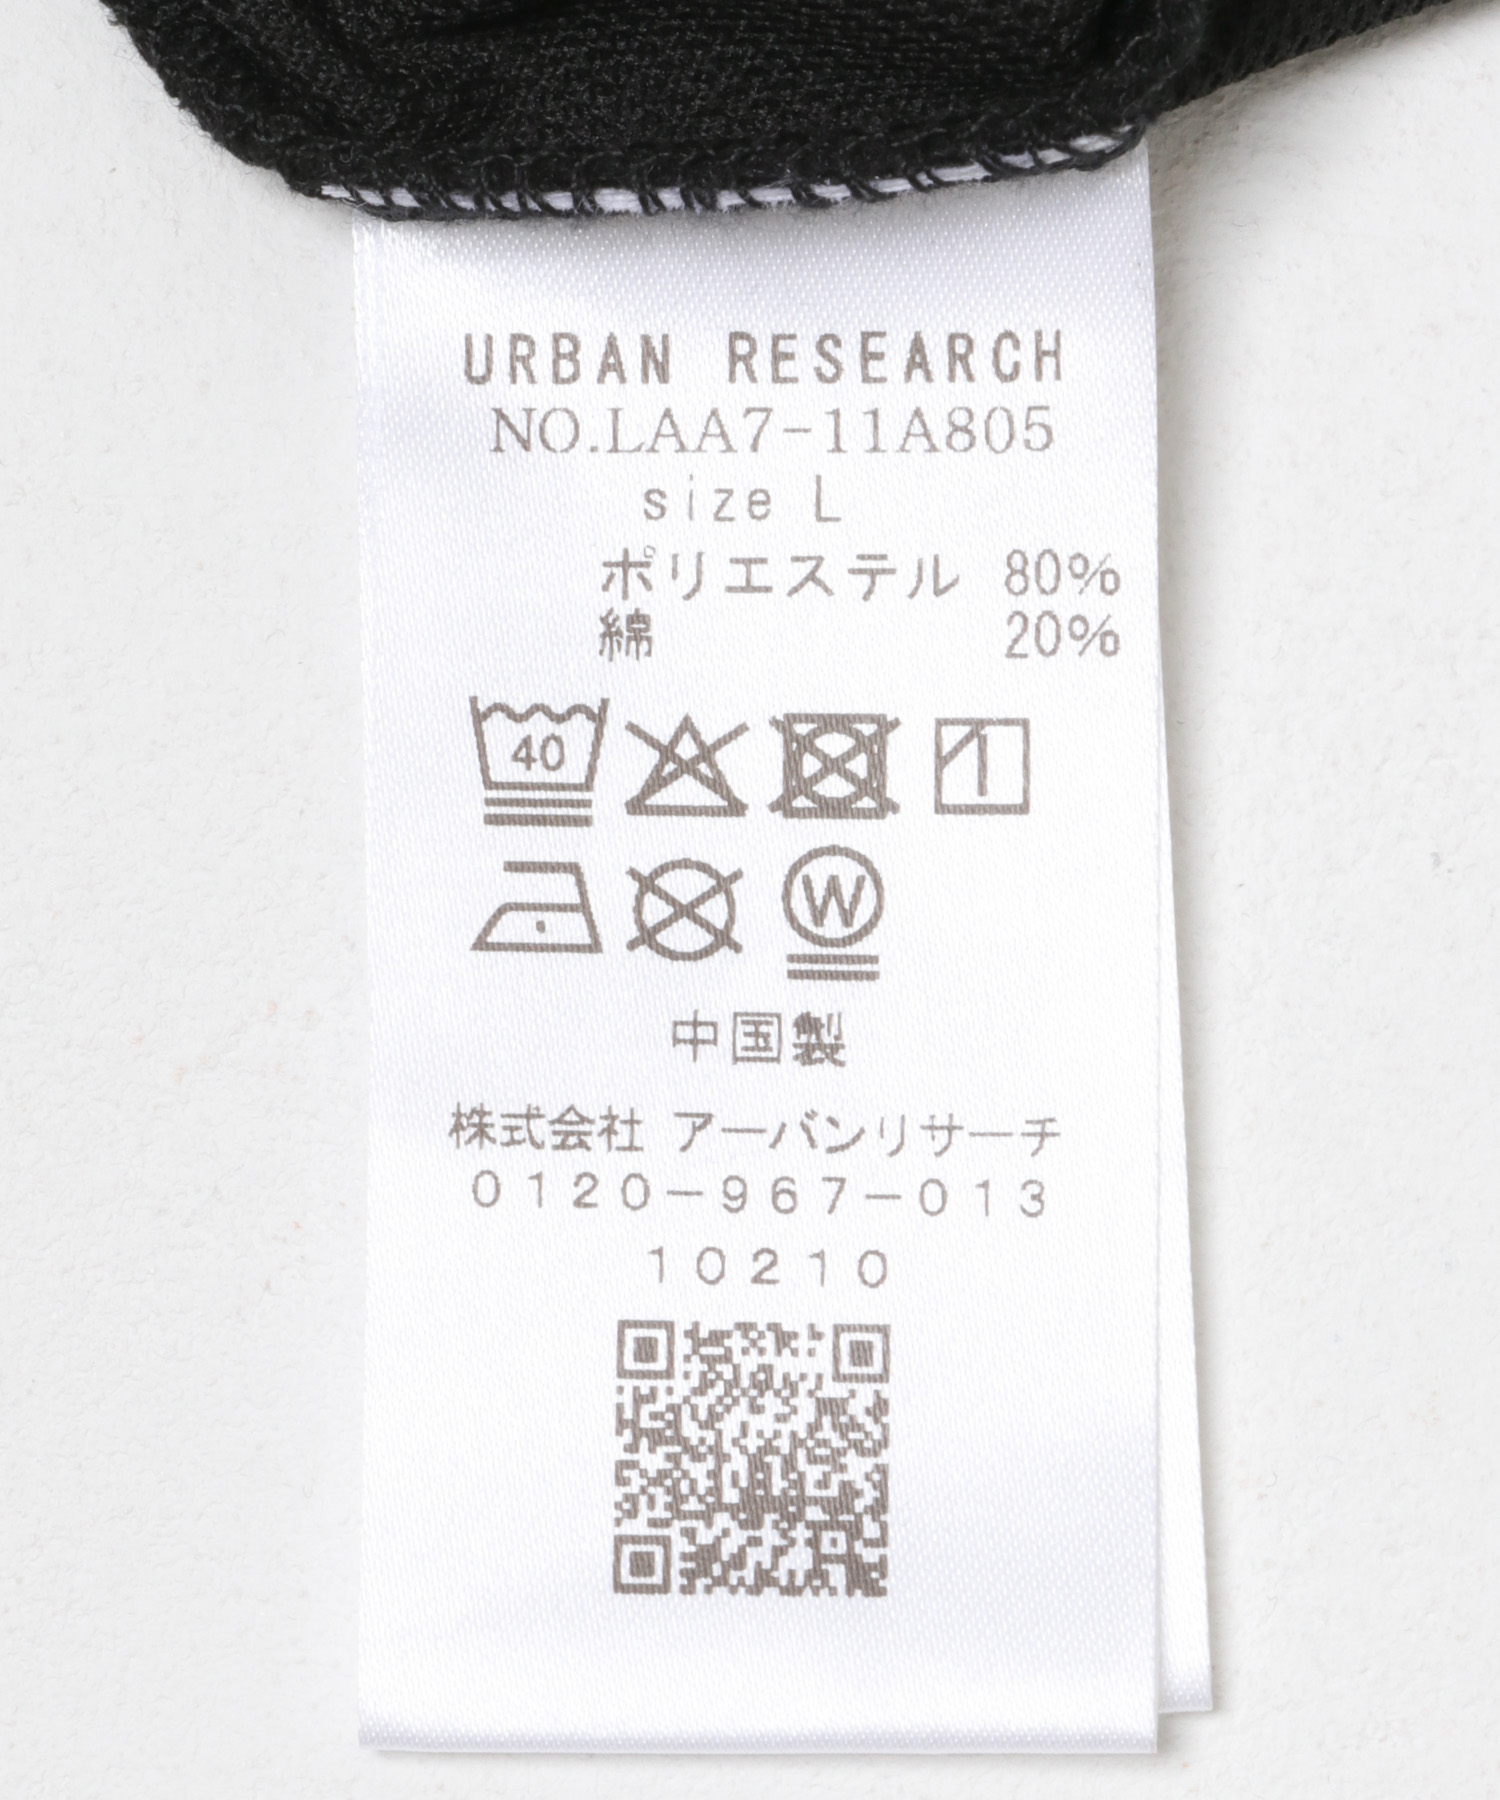 URBAN RESEARCH
NO.LAA7-11A805
size L
ポリエステル 80%
綿 20%
40
W
中国製
株式会社 アーバンリサーチ
0120-967-013
10210